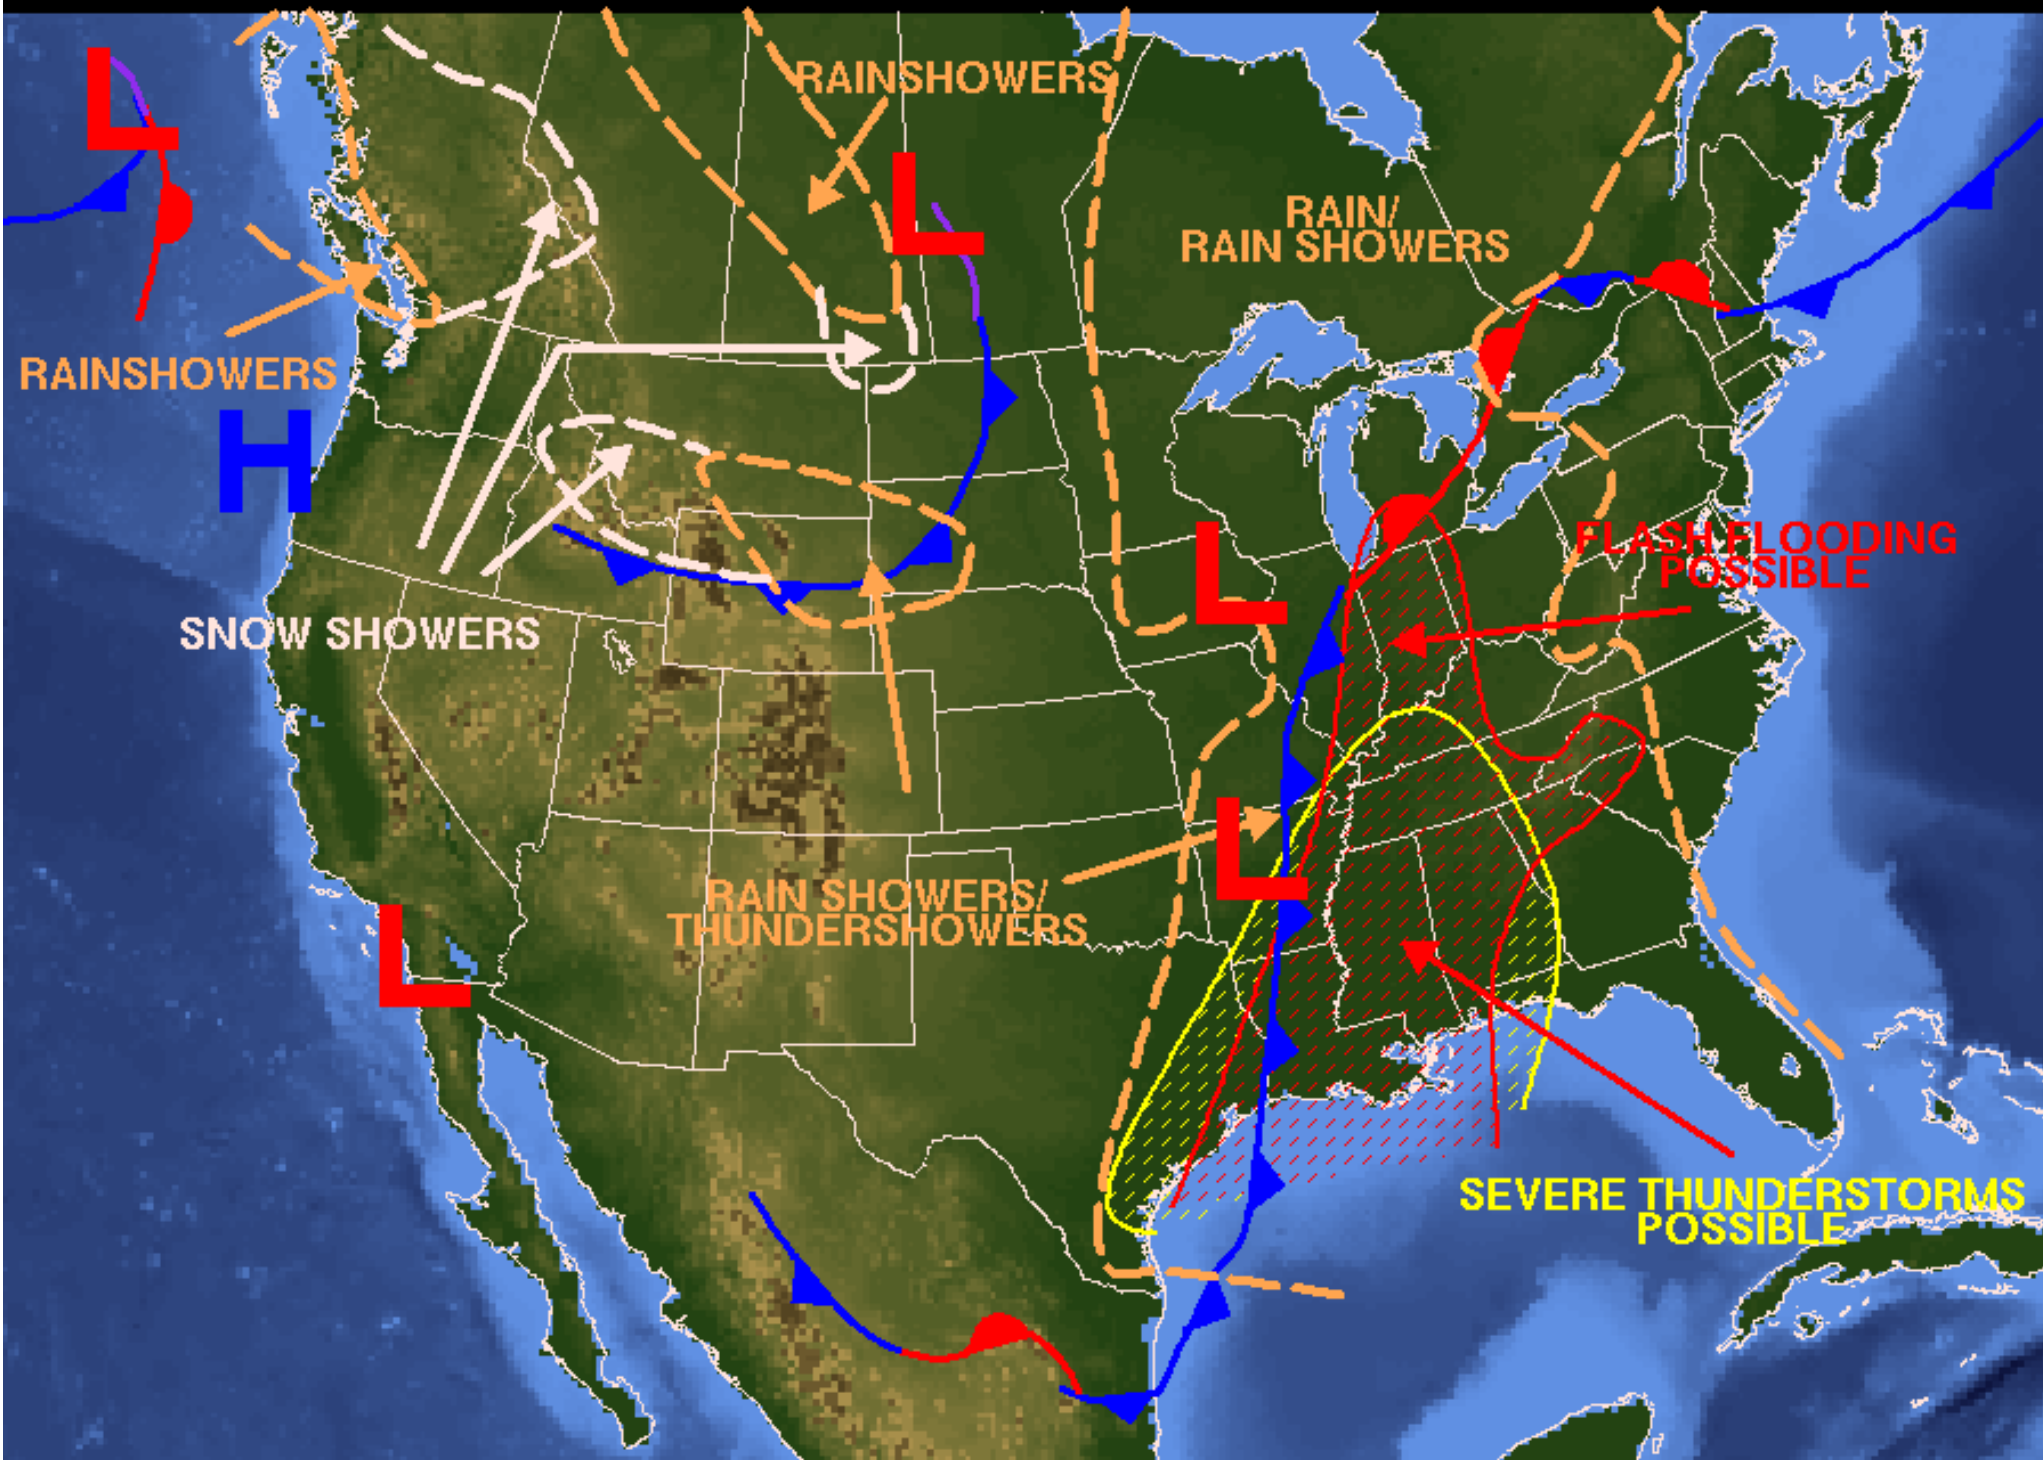 L
RAINSHOWERS
L
RAIN/
RAIN SHOWERS
RAINSHOWERS
H
FLASH FLOODING
POSSIBLE
L
SNOW SHOWERS
L
RAIN SHOWERS/
THUNDERSHOWERS
L
SEVERE THUNDERSTORMS
POSSIBLE